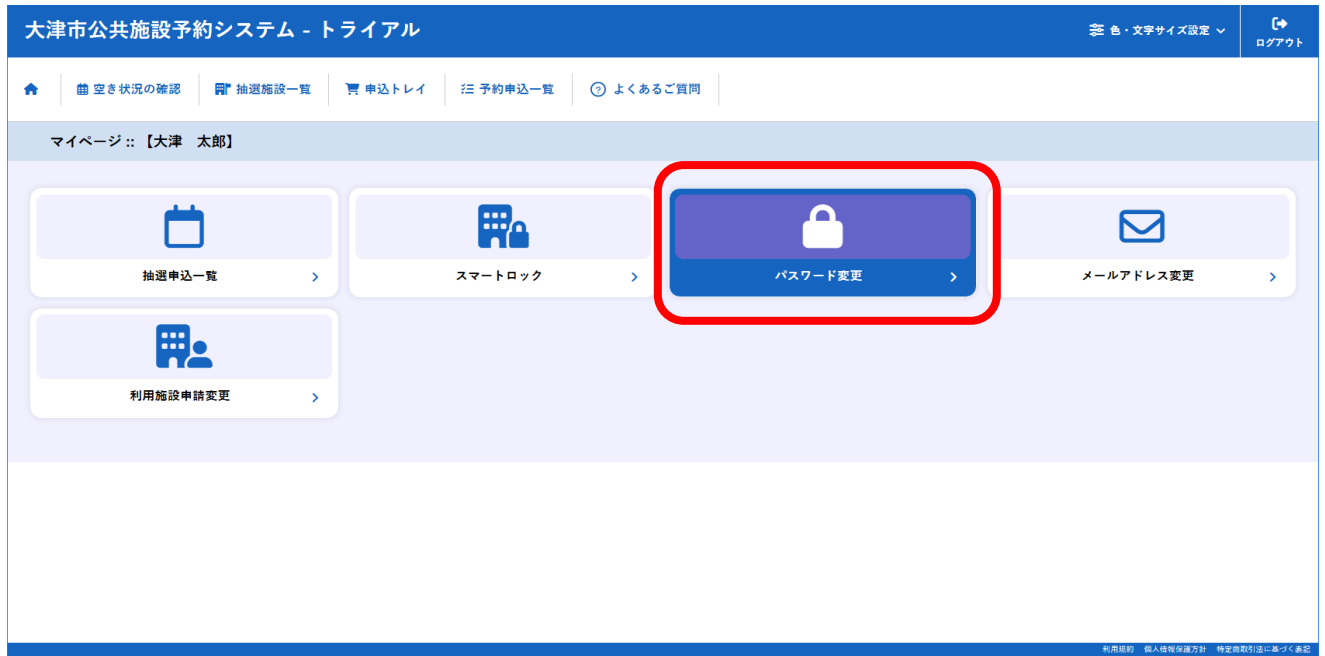 大津市公共施設予約システム - トライアル
色・文字サイズ設定
ログアウト
空き状況の確認
抽選施設一覧
申込トレイ
予約申込一覧
よくあるご質問
マイページ :: 【大津　太郎】
抽選申込一覧
スマートロック
パスワード変更
メールアドレス変更
利用施設申請変更
利用規約 個人情報保護方針 特定商取引法に基づく表記